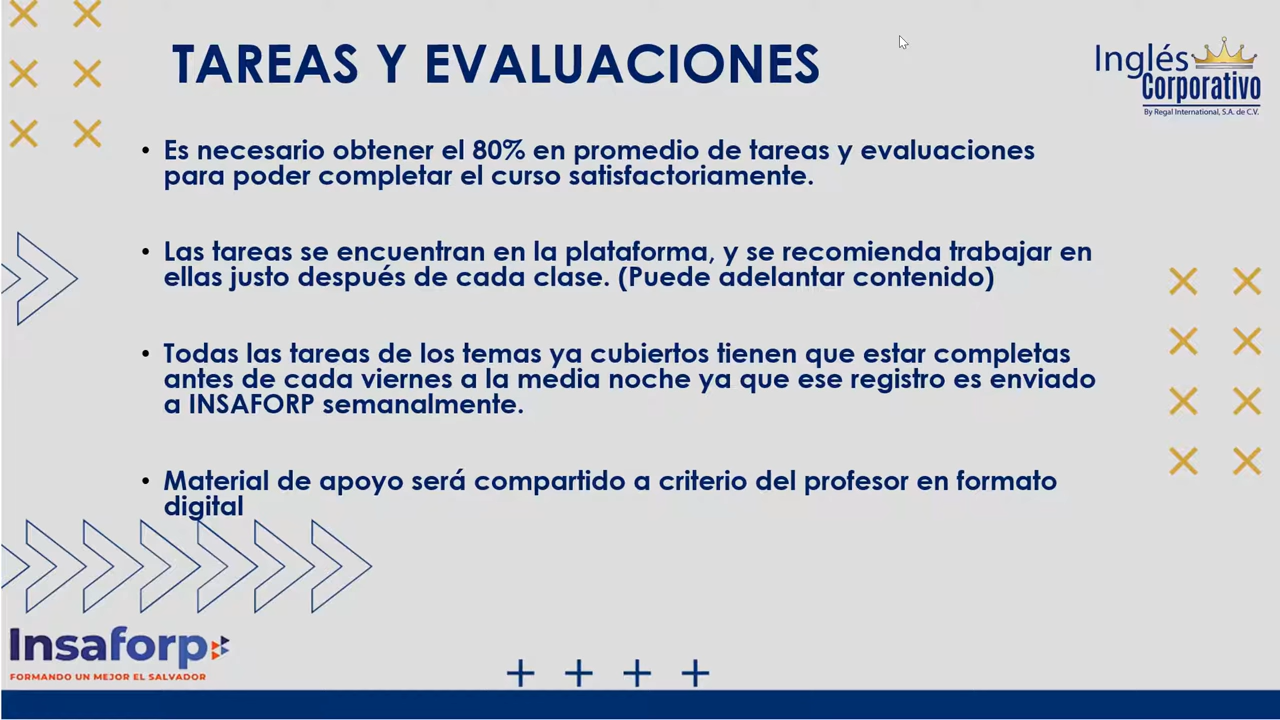 TAREAS Y EVALUACIONES
Inglés
Corporativo
By Regal International, S.A. de C.V.
• Es necesario obtener el 80% en promedio de tareas y evaluaciones
para poder completar el curso satisfactoriamente.
• Las tareas se encuentran en la plataforma, y se recomienda trabajar en
ellas justo después de cada clase. (Puede adelantar contenido)
• Todas las tareas de los temas ya cubiertos tienen que estar completas
antes de cada viernes a la media noche ya que ese registro es enviado
a INSAFORP semanalmente.
• Material de apoyo será compartido a criterio del profesor en formato
digital
Insaforp
FORMANDO UN MEJOR EL SALVADOR